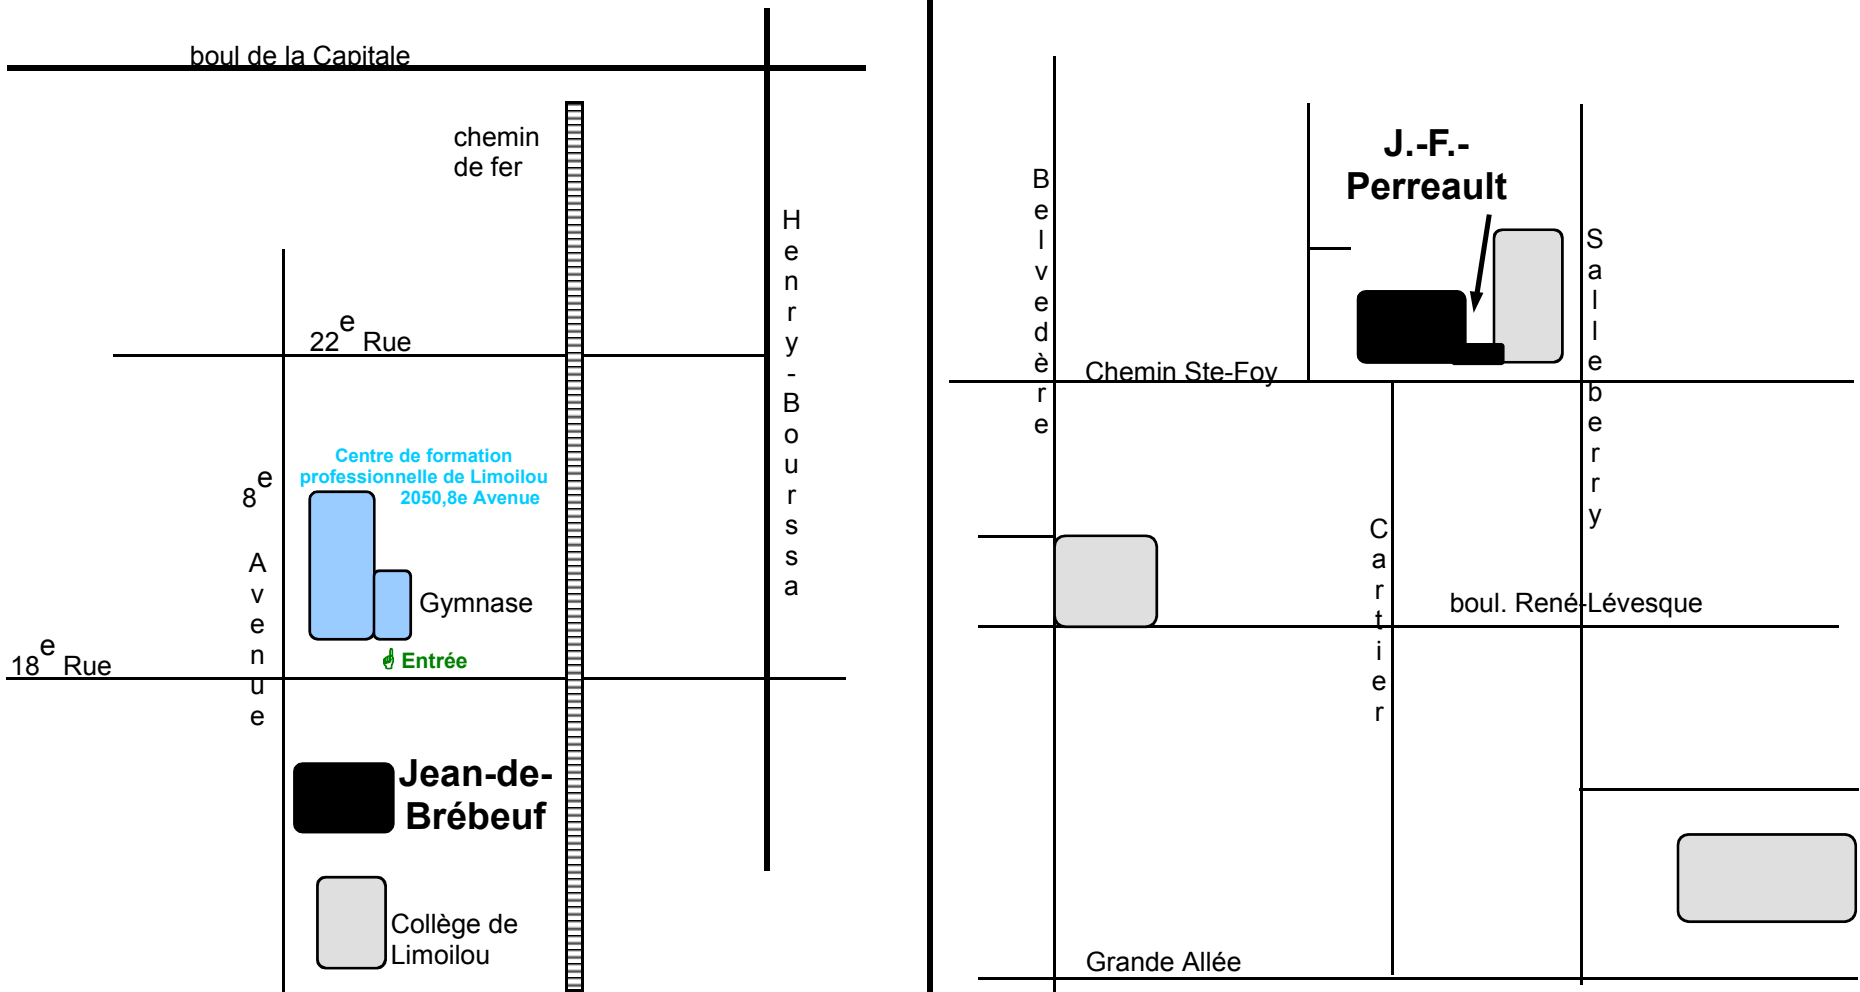 boul de la Capitale
chemin
de fer
Henry-Bourssa
22e Rue
Centre de formation
professionnelle de Limoilou
2050,8e Avenue
8e Avenue
Gymnase
18e Rue
☝ Entrée
Jean-de-
Brébeuf
Collège de
Limoilou
J.-F.-
Perreault
Belvedère
Salleberry
Chemin Ste-Foy
Cartier
boul. René-Lévesque
Grande Allée